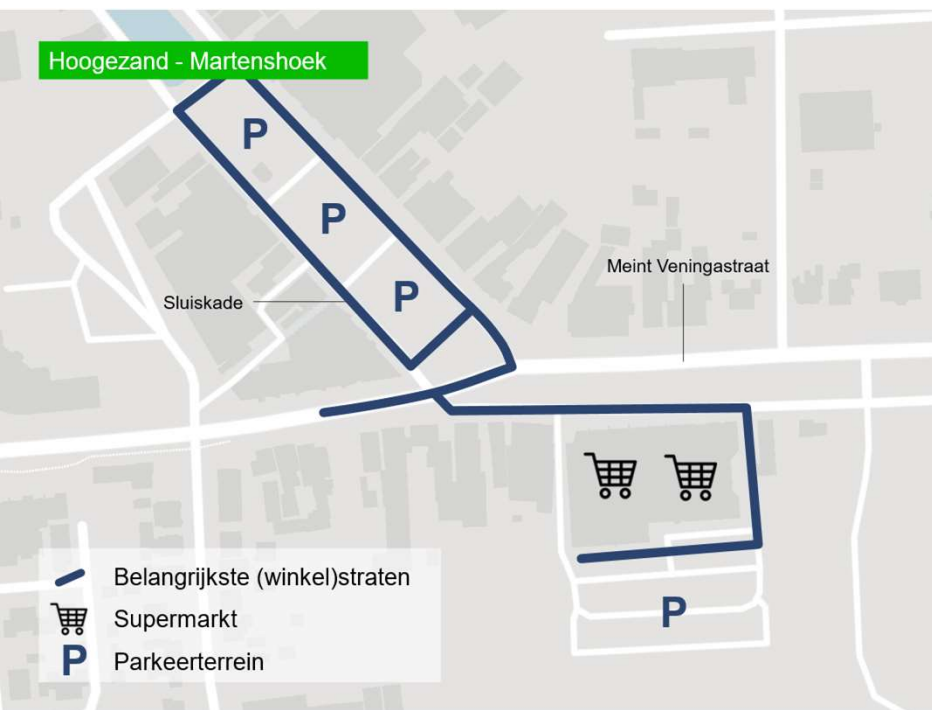 Hoogezand - Martenshoek
P
P
P
Meint Veningastraat
Sluiskade
Belangrijkste (winkel)straten
Supermarkt
P Parkeerterrein
P